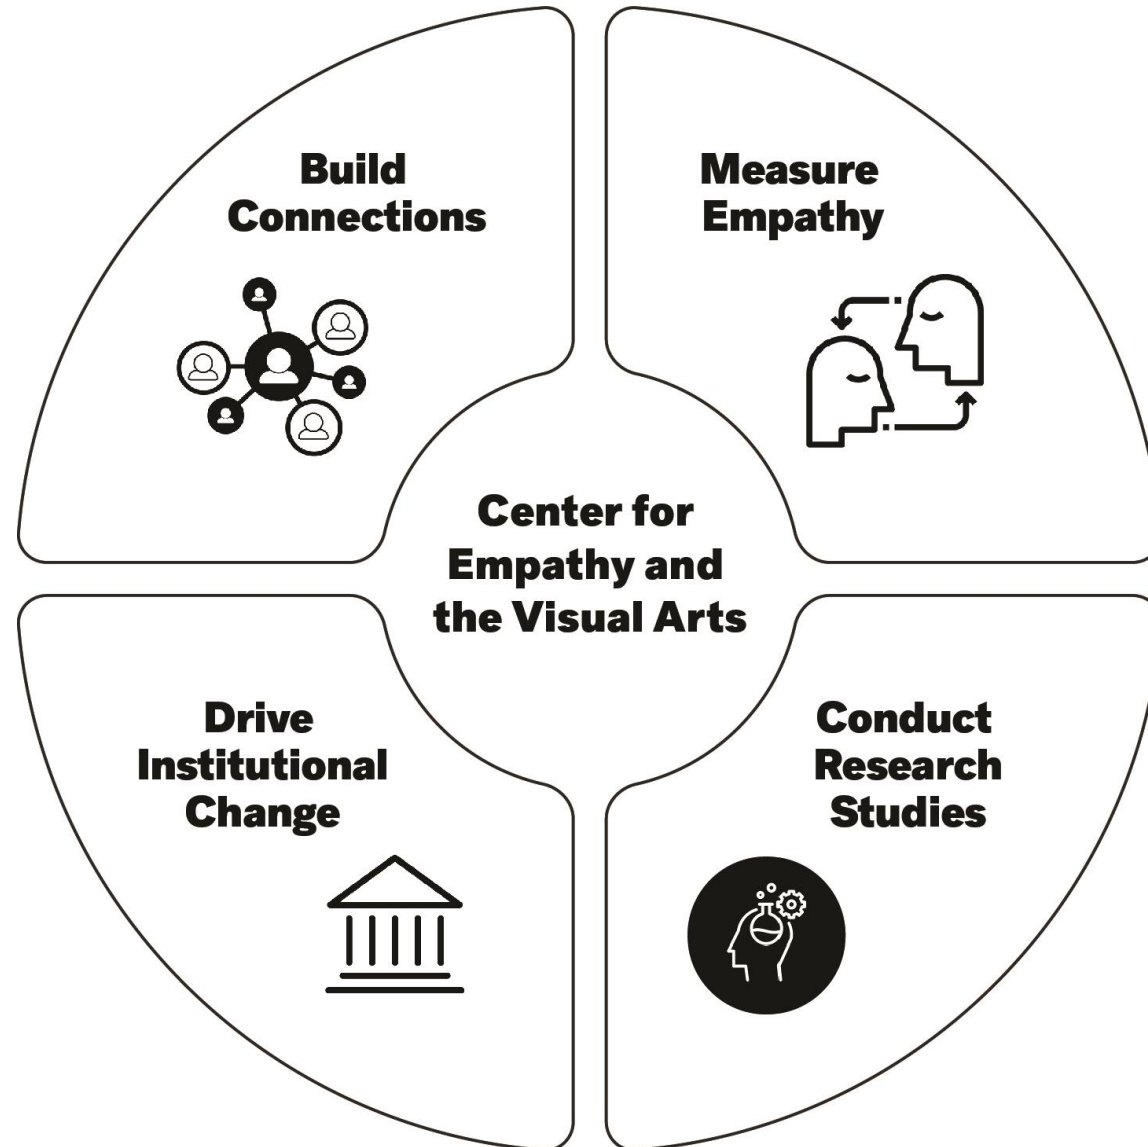 Build
Connections
Measure
Empathy
Center for
Empathy and
the Visual Arts
Drive
Institutional
Change
Conduct
Research
Studies